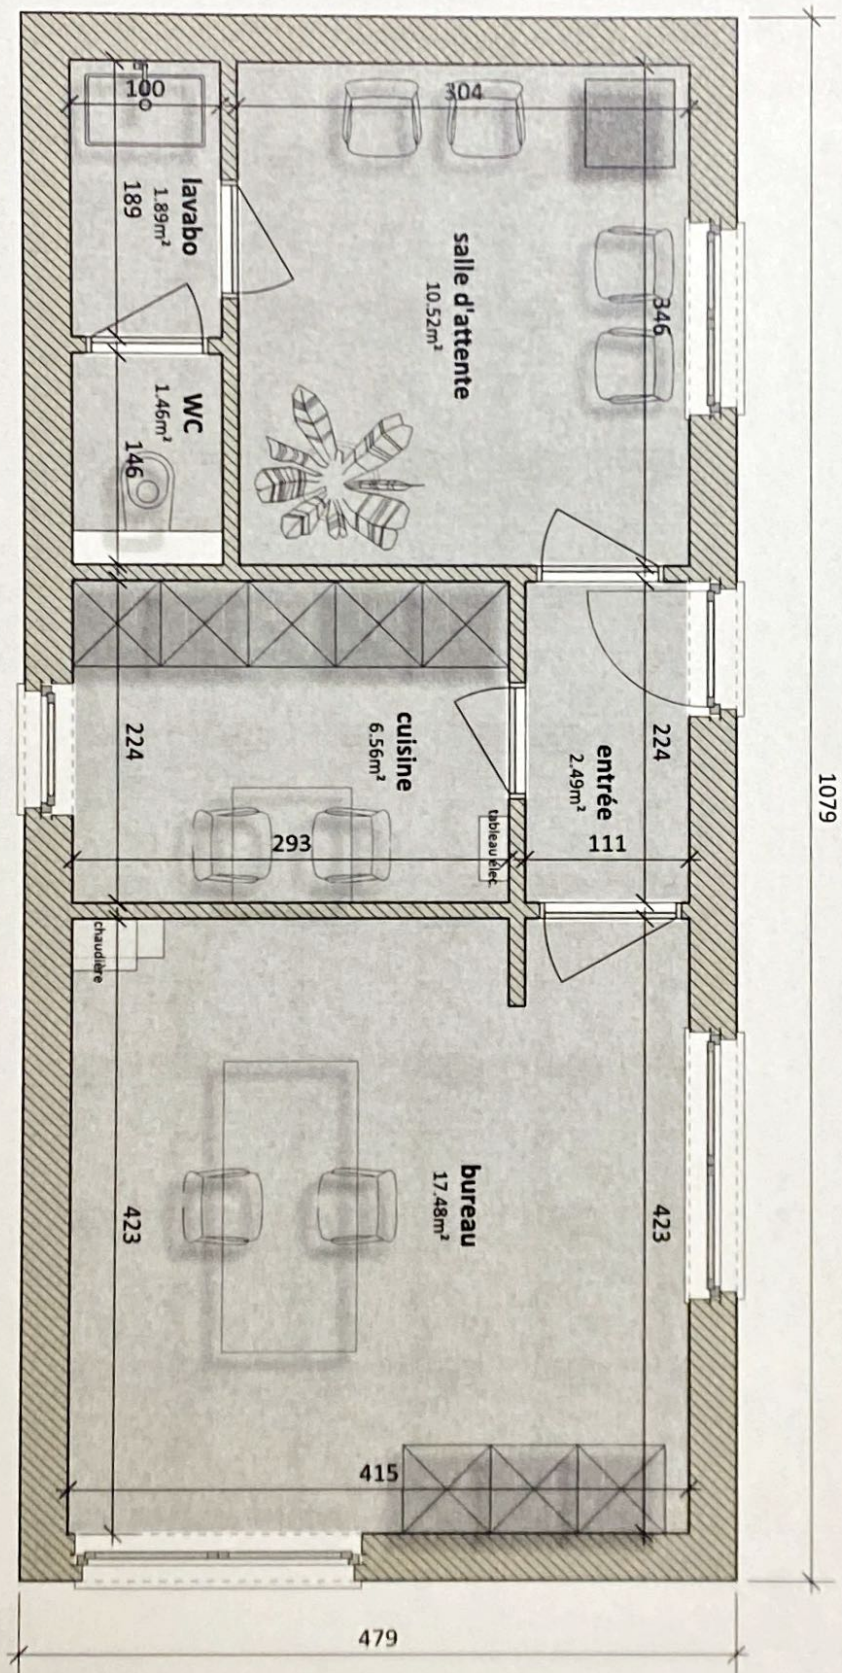 100
304
lavabo
1.89m²
189
salle d'attente
10.52m²
346
WC
1.46m²
146
cuisine
6.56m²
224
entrée
2.49m²
224
293
111
tableau élec.
chaudière
bureau
17.48m²
423
423
415
1079
479